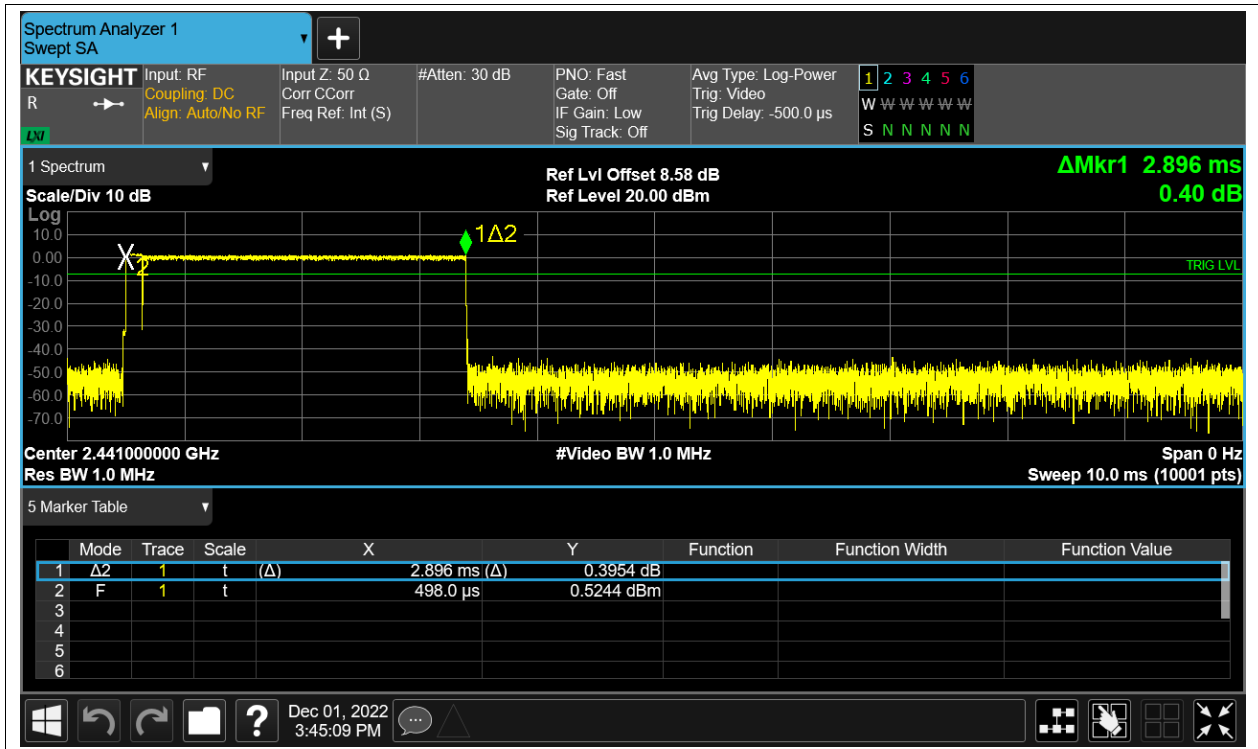 Spectrum Analyzer 1
Swept SA
+
KEYSIGHT
R
LXI
Input: RF
Coupling: DC
Align: Auto/No RF
Input Z: 50 Ω
Corr CCorr
Freq Ref: Int (S)
#Atten: 30 dB
PNO: Fast
Gate: Off
IF Gain: Low
Sig Track: Off
Avg Type: Log-Power
Trig: Video
Trig Delay: -500.0 µs
1 2 3 4 5 6
W W W W W W
S N N N N N
1 Spectrum
Scale/Div 10 dB
Ref Lvl Offset 8.58 dB
Ref Level 20.00 dBm
ΔMkr1 2.896 ms
0.40 dB
Log
10.0
0.00
-10.0
-20.0
-30.0
-40.0
-50.0
-60.0
-70.0
X
2
1Δ2
TRIG LVL
Center 2.441000000 GHz
Res BW 1.0 MHz
#Video BW 1.0 MHz
Span 0 Hz
Sweep 10.0 ms (10001 pts)
5 Marker Table
Mode Trace Scale X Y Function Function Width Function Value
1 Δ2 1 t (Δ) 2.896 ms (Δ) 0.3954 dB
2 F 1 t 498.0 µs 0.5244 dBm
3
4
5
6
?
Dec 01, 2022
3:45:09 PM